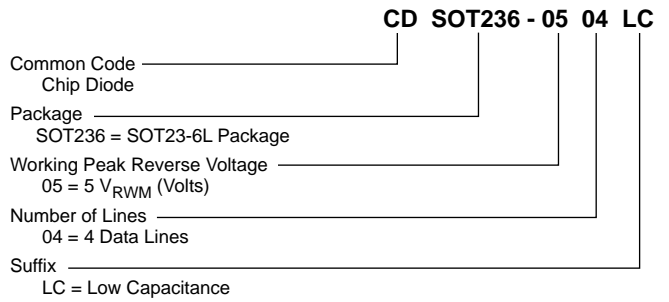 CD SOT236 - 05 04 LC
Common Code
Chip Diode
Package
SOT236 = SOT23-6L Package
Working Peak Reverse Voltage
05 = 5 VRWM (Volts)
Number of Lines
04 = 4 Data Lines
Suffix
LC = Low Capacitance